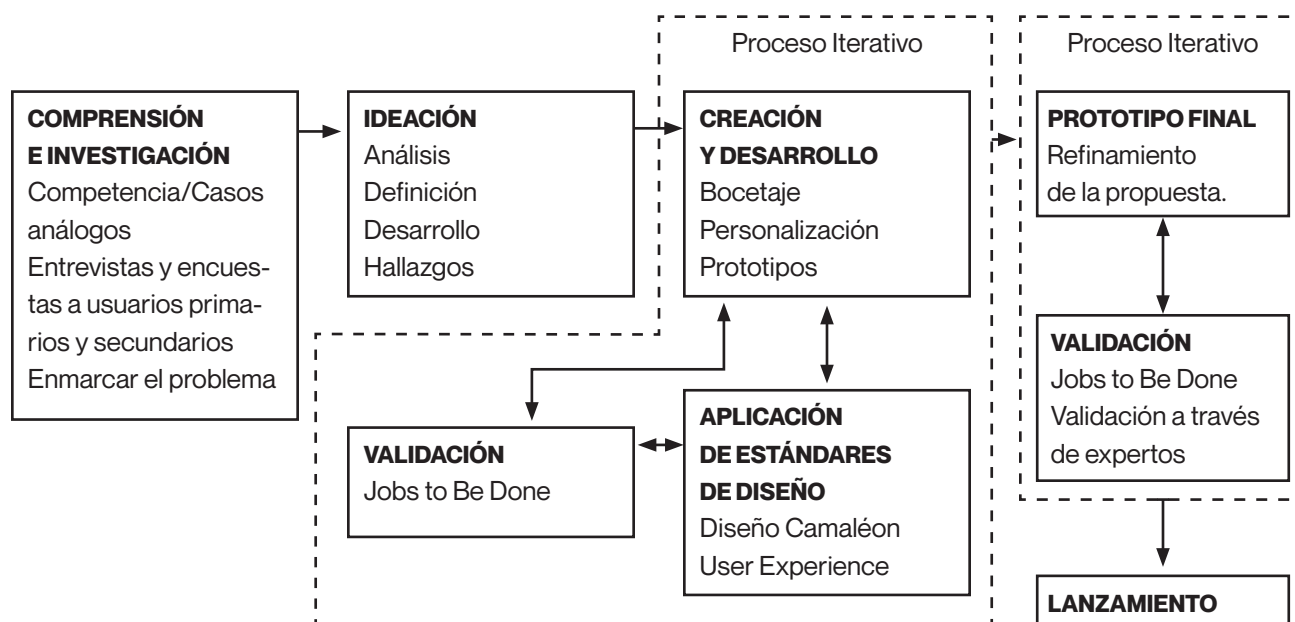 Proceso Iterativo
Proceso Iterativo
COMPRENSIÓN
E INVESTIGACIÓN
Competencia/Casos
análogos
Entrevistas y encues-
tas a usuarios prima-
rios y secundarios
Enmarcar el problema
IDEACIÓN
Análisis
Definición
Desarrollo
Hallazgos
CREACIÓN
Y DESARROLLO
Bocetaje
Personalización
Prototipos
PROTOTIPO FINAL
Refinamiento
de la propuesta.
VALIDACIÓN
Jobs to Be Done
APLICACIÓN
DE ESTÁNDARES
DE DISEÑO
Diseño Camaléon
User Experience
VALIDACIÓN
Jobs to Be Done
Validación a través
de expertos
LANZAMIENTO